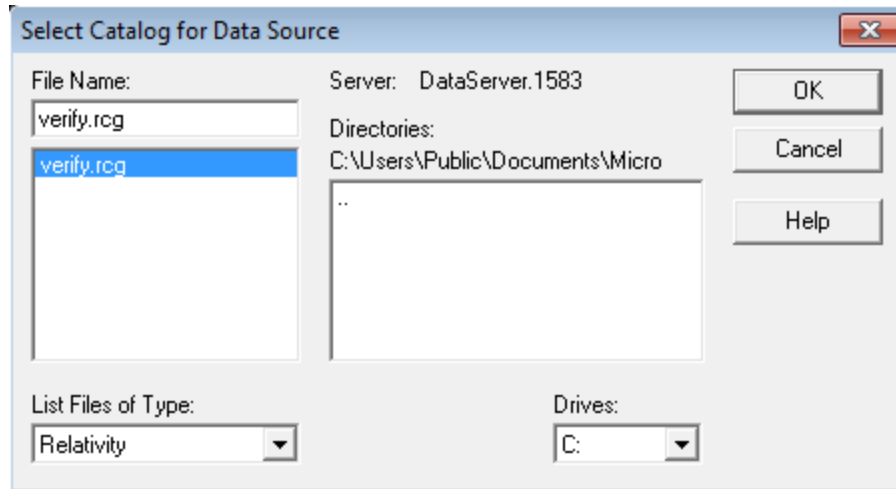 Select Catalog for Data Source
File Name:
verify.rcg
verify.rcg
Server: DataServer.1583
Directories:
C:\Users\Public\Documents\Micro
..
OK
Cancel
Help
List Files of Type:
Relativity
Drives:
C: